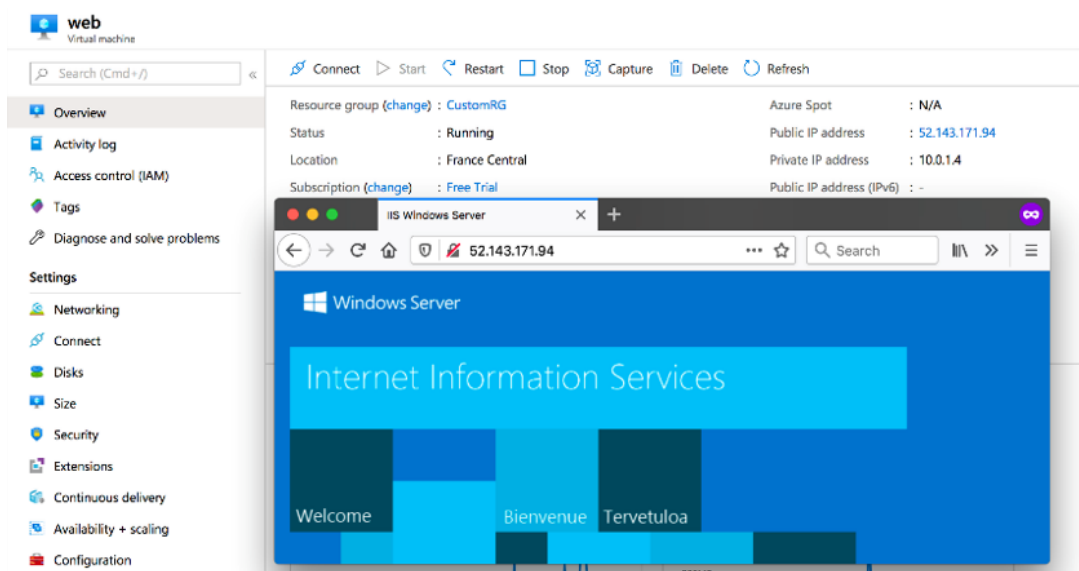 web
Virtual machine
Search (Cmd+/)
«
Connect Start Restart Stop Capture Delete Refresh
Overview
Activity log
Access control (IAM)
Tags
Diagnose and solve problems
Settings
Networking
Connect
Disks
Size
Security
Extensions
Continuous delivery
Availability + scaling
Configuration
Resource group (change) : CustomRG
Status : Running
Location : France Central
Subscription (change) : Free Trial
Azure Spot : N/A
Public IP address : 52.143.171.94
Private IP address : 10.0.1.4
Public IP address (IPv6) : -
IIS Windows Server
52.143.171.94
Search
Windows Server
Internet Information Services
Welcome
Bienvenue
Tervetuloa